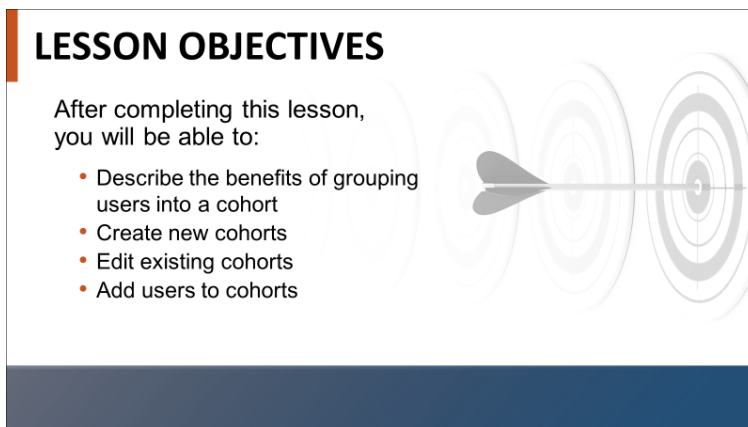 LESSON OBJECTIVES
After completing this lesson,
you will be able to:
• Describe the benefits of grouping
users into a cohort
• Create new cohorts
• Edit existing cohorts
• Add users to cohorts